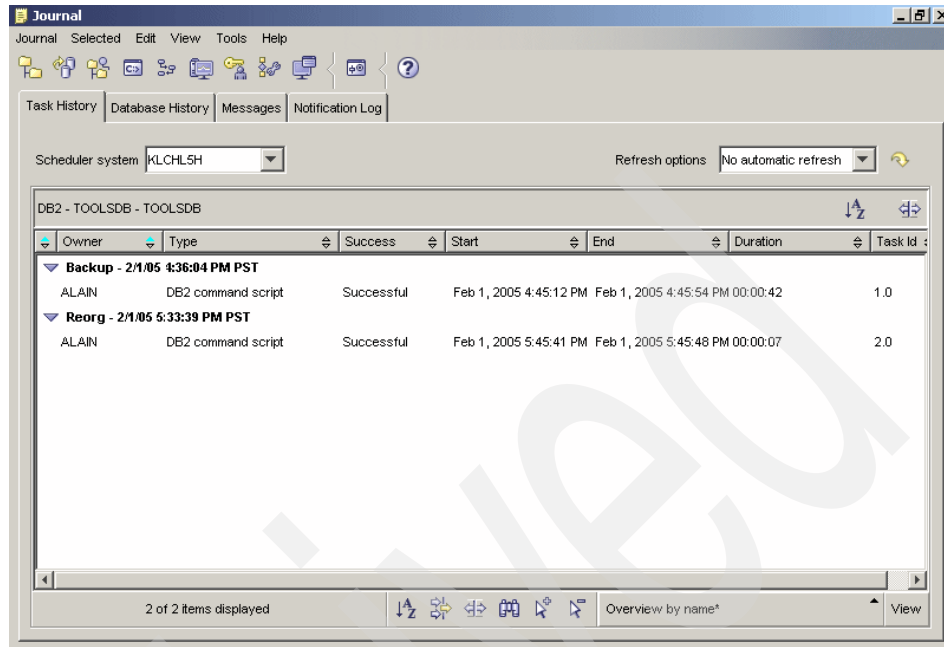 Journal
Journal Selected Edit View Tools Help
Task History Database History Messages Notification Log
Scheduler system KLCHL5H Refresh options No automatic refresh
DB2 - TOOLSDB - TOOLSDB
Owner Type Success Start End Duration Task Id
Backup - 2/1/05 4:36:04 PM PST
ALAIN DB2 command script Successful Feb 1, 2005 4:45:12 PM Feb 1, 2005 4:45:54 PM 00:00:42 1.0
Reorg - 2/1/05 5:33:39 PM PST
ALAIN DB2 command script Successful Feb 1, 2005 5:45:41 PM Feb 1, 2005 5:45:48 PM 00:00:07 2.0
2 of 2 items displayed Overview by name* View